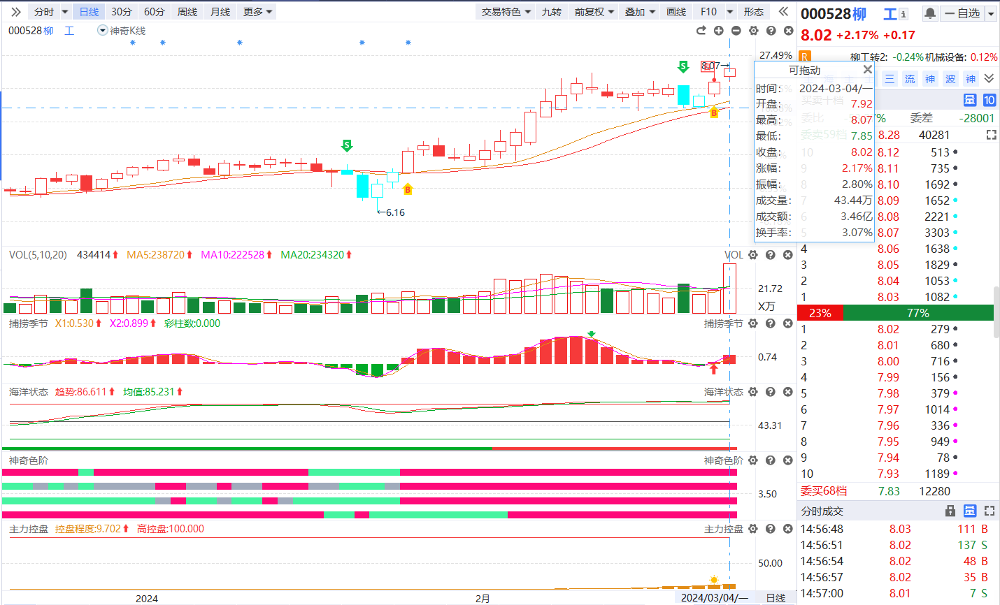 分时 日线 30分 60分 周线 月线 更多 交易特色 九转 前复权 叠加 画线 F10 形态
000528柳 工 神奇K线
27.49%
8.07→
S
S
B
B
←6.16
VOL(5,10,20) 434414 MA5:238720 MA10:222528 MA20:234320 VOL
21.72
X万
捕捞季节 X1:0.530 X2:0.899 彩柱数:0.000 捕捞季节
0.74
海洋状态 趋势:86.611 均值:85.231 海洋状态
43.31
神奇色阶 神奇色阶
3.50
主力控盘 控盘程度:9.702 高控盘:100.000 主力控盘
50.00
2024 2月 2024/03/04/一 日线
000528柳 工 i 自选
8.02 +2.17% +0.17
R 柳工转2: -0.24% 机械设备: 0.12%
三 流 神 波 神
可拖动
时间: 2024-03-04/一
开盘: 7.92
最高: 8.07
最低: 7.85
收盘: 8.02
涨幅: 2.17%
振幅: 2.80%
成交量: 43.44万
成交额: 3.46亿
换手率: 3.07%
买卖十档 量 10
委比 7% 委差 -28001
委卖59档 8.28 40281
10 8.12 513
9 8.11 735
8 8.10 1692
7 8.09 1652
6 8.08 2221
5 8.07 3303
4 8.06 1638
3 8.05 1829
2 8.04 1053
1 8.03 1082
23% 77%
1 8.02 279
2 8.01 680
3 8.00 716
4 7.99 156
5 7.98 379
6 7.97 1014
7 7.96 336
8 7.95 949
9 7.94 78
10 7.93 1189
委买68档 7.83 12280
分时成交 量
14:56:48 8.03 111 B
14:56:51 8.02 137 S
14:56:54 8.02 48 B
14:56:57 8.02 35 B
14:57:00 8.01 7 S